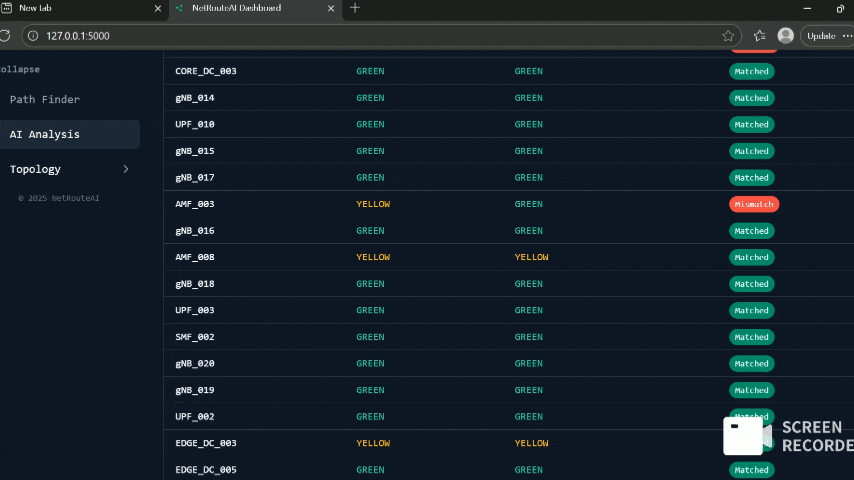 New tab
NetRouteAI Dashboard
127.0.0.1:5000
Update
ollapse
Path Finder
AI Analysis
Topology
© 2025 NetRouteAI
CORE_DC_003 GREEN GREEN Matched
gNB_014 GREEN GREEN Matched
UPF_010 GREEN GREEN Matched
gNB_015 GREEN GREEN Matched
gNB_017 GREEN GREEN Matched
AMF_003 YELLOW GREEN Mismatch
gNB_016 GREEN GREEN Matched
AMF_008 YELLOW YELLOW Matched
gNB_018 GREEN GREEN Matched
UPF_003 GREEN GREEN Matched
SMF_002 GREEN GREEN Matched
gNB_020 GREEN GREEN Matched
gNB_019 GREEN GREEN Matched
UPF_002 GREEN GREEN Matched
EDGE_DC_003 YELLOW YELLOW
EDGE_DC_005 GREEN GREEN Matched
SCREEN
RECORDE